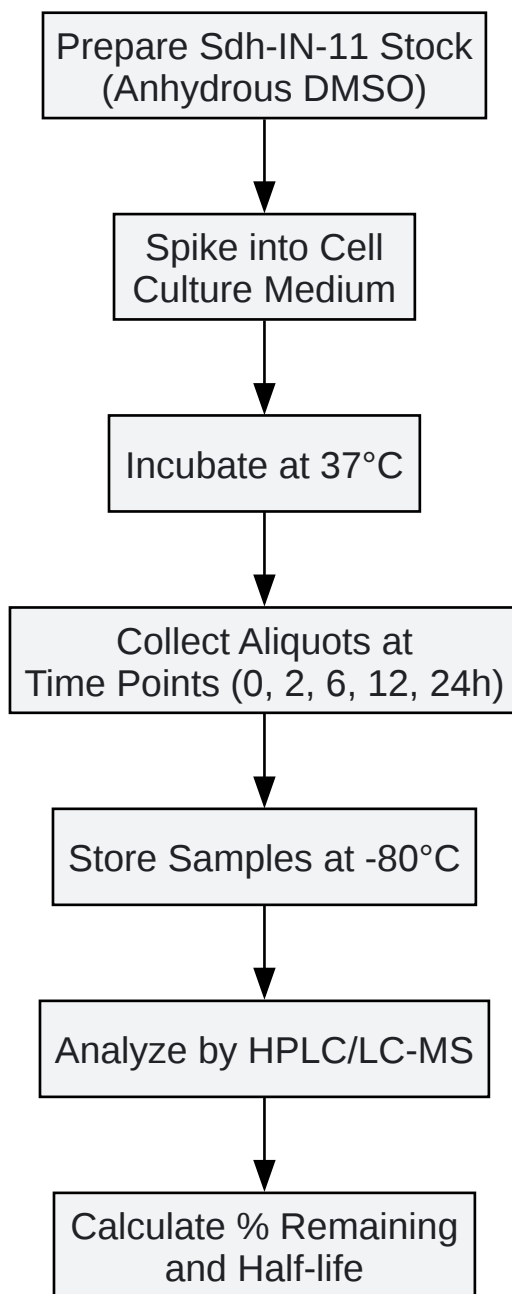 Prepare Sdh-IN-11 Stock
(Anhydrous DMSO)
Spike into Cell
Culture Medium
Incubate at 37°C
Collect Aliquots at
Time Points (0, 2, 6, 12, 24h)
Store Samples at -80°C
Analyze by HPLC/LC-MS
Calculate % Remaining
and Half-life